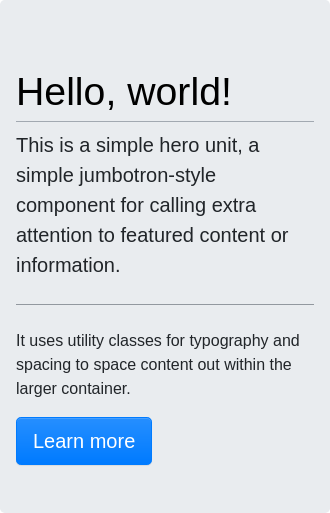 Hello, world!
This is a simple hero unit, a
simple jumbotron-style
component for calling extra
attention to featured content or
information.
It uses utility classes for typography and
spacing to space content out within the
larger container.
Learn more